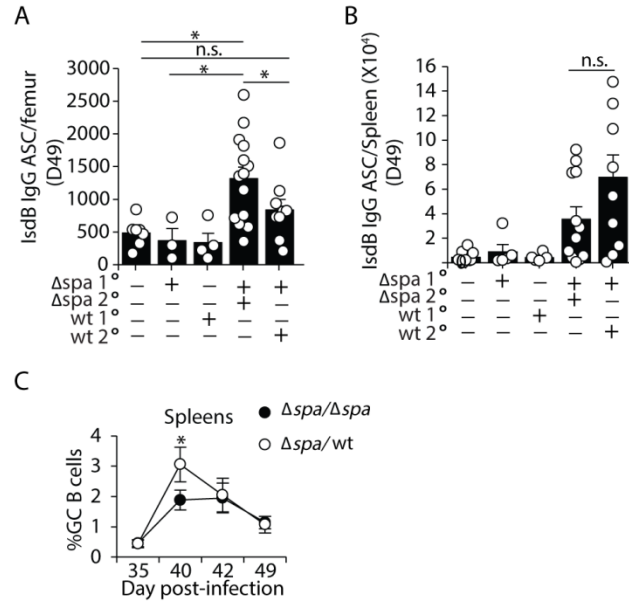 A
*
n.s.
*
*
IsdB IgG ASC/femur
(D49)
3000
2500
2000
1500
1000
500
0
Δspa 1° – + – + +
Δspa 2° – – – + –
wt 1° – – + – –
wt 2° – – – – +
B
n.s.
IsdB IgG ASC/Spleen (X10⁴)
(D49)
16
14
12
10
8
6
4
2
0
Δspa 1° – + – + +
Δspa 2° – – – + –
wt 1° – – + – –
wt 2° – – – – +
C
Spleens
Δspa/Δspa
Δspa/wt
*
%GC B cells
4
3
2
1
0
35 40 42 49
Day post-infection